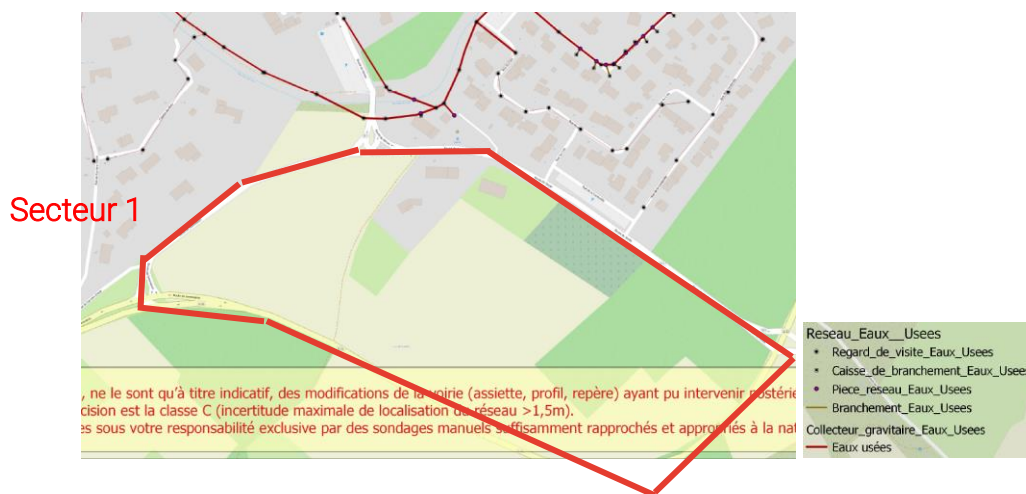 Secteur 1
, ne le sont qu'à titre indicatif, des modifications de la voirie (assiette, profil, repère) ayant pu intervenir postérie
cision est la classe C (incertitude maximale de localisation du réseau >1,5m).
es sous votre responsabilité exclusive par des sondages manuels suffisamment rapprochés et appropriés à la nat
Reseau_Eaux__Usees
Regard_de_visite_Eaux_Usees
Caisse_de_branchement_Eaux_Usees
Piece_reseau_Eaux_Usees
Branchement_Eaux_Usees
Collecteur_gravitaire_Eaux_Usees
Eaux usées